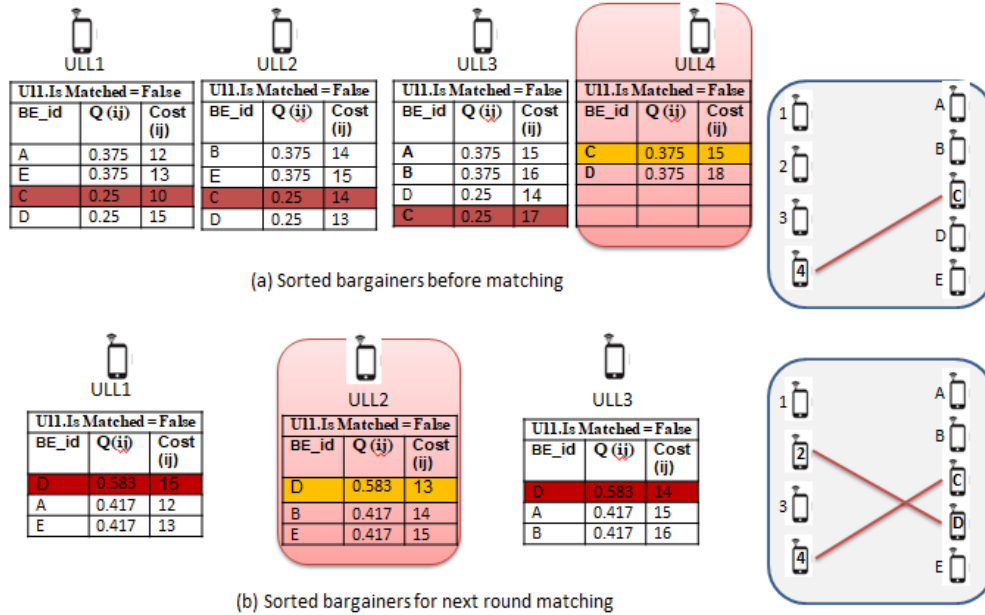 ULL1 ULL2 ULL3 ULL4
Ull.Is Matched = False
BE_id Q (ij) Cost (ij)
A 0.375 12
E 0.375 13
C 0.25 10
D 0.25 15
Ull.Is Matched = False
BE_id Q (ij) Cost (ij)
B 0.375 14
E 0.375 15
C 0.25 14
D 0.25 13
Ull.Is Matched = False
BE_id Q (ij) Cost (ij)
A 0.375 15
B 0.375 16
D 0.25 14
C 0.25 17
Ull.Is Matched = False
BE_id Q (ij) Cost (ij)
C 0.375 15
D 0.375 18
1 A
2 B
3 C
4 D
E
(a) Sorted bargainers before matching
ULL1 ULL2 ULL3
Ull.Is Matched = False
BE_id Q (ij) Cost (ij)
D 0.583 15
A 0.417 12
E 0.417 13
Ull.Is Matched = False
BE_id Q (ij) Cost (ij)
D 0.583 13
B 0.417 14
E 0.417 15
Ull.Is Matched = False
BE_id Q (ij) Cost (ij)
D 0.583 14
A 0.417 15
B 0.417 16
1 A
2 B
3 C
4 D
E
(b) Sorted bargainers for next round matching